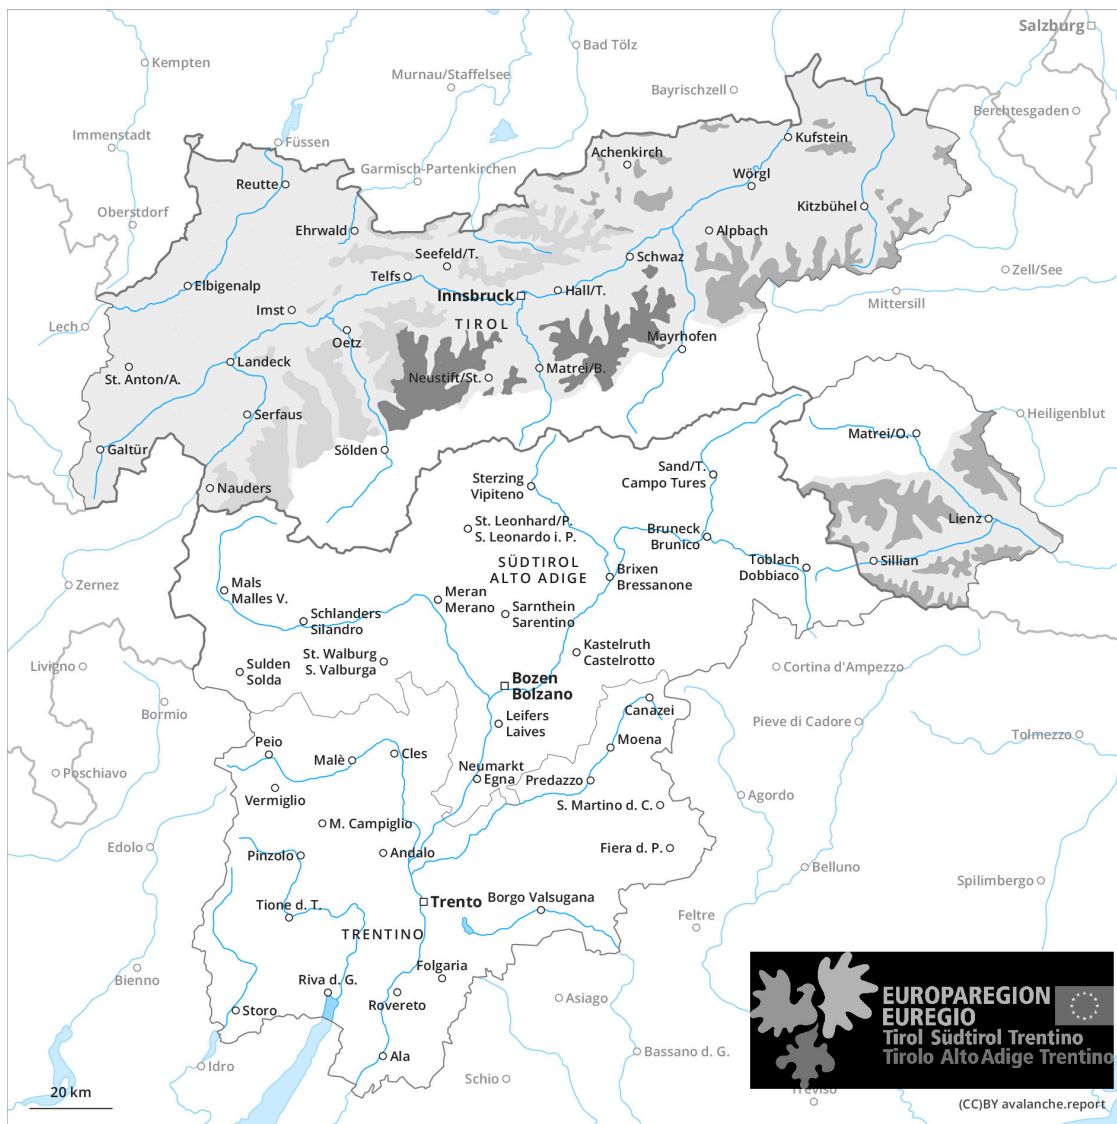 Salzburg
Bad Tölz
Kempten
Murnau/Staffelsee
Bayrischzell
Berchtesgaden
Immenstadt
Füssen
Kufstein
Achenkirch
Garmisch-Partenkirchen
Wörgl
Reutte
Kitzbühel
Oberstdorf
Ehrwald
Alpbach
Seefeld/T.
Schwaz
Zell/See
Telfs
Elbigenalp
Hall/T.
Innsbruck
Mittersill
Imst
TIROL
Lech
Oetz
Mayrhofen
Landeck
Matrei/B.
St. Anton/A.
Neustift/St.
Serfaus
Heiligenblut
Matrei/O.
Galtür
Sölden
Sand/T.
Campo Tures
Sterzing
Vipiteno
Nauders
St. Leonhard/P.
S. Leonardo i. P.
Lienz
Bruneck
Brunico
SÜDTIROL
ALTO ADIGE
Toblach
Dobbiaco
Sillian
Brixen
Bressanone
Zernez
Mals
Malles V.
Meran
Merano
Schlanders
Silandro
Sarnthein
Sarentino
Kastelruth
Castelrotto
St. Walburg
S. Valburga
Livigno
Sulden
Solda
Cortina d'Ampezzo
Bozen
Bolzano
Canazei
Bormio
Leifers
Laives
Pieve di Cadore
Tolmezzo
Moena
Peio
Cles
Malè
Neumarkt
Egna
Predazzo
Poschiavo
Vermiglio
Agordo
S. Martino d. C.
M. Campiglio
Edolo
Pinzolo
Andalo
Fiera d. P.
Belluno
Spilimbergo
Trento
Borgo Valsugana
Tione d. T.
Feltre
TRENTINO
Bienno
Folgaria
Riva d. G.
Rovereto
Asiago
EUROPAREGION
EUREGIO
Tirol Südtirol Trentino
Tirolo Alto Adige Trentino
Storo
Ala
Bassano d. G.
Idro
Schio
Treviso
20 km
(CC)BY avalanche.report